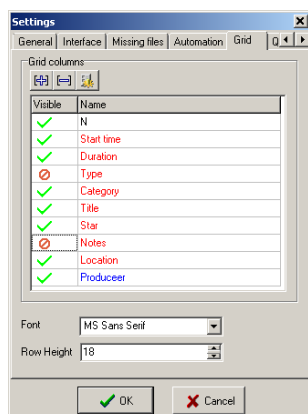 Settings
General Interface Missing files Automation Grid Q
Grid columns
Visible Name
N
Start time
Duration
Type
Category
Title
Star
Notes
Location
Produceer
Font MS Sans Serif
Row Height 18
OK Cancel